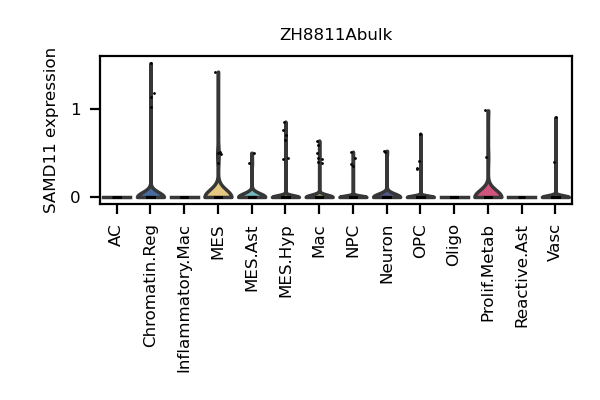 ZH8811Abulk
SAMD11 expression
1
0
AC
Chromatin.Reg
Inflammatory.Mac
MES
MES.Ast
MES.Hyp
Mac
NPC
Neuron
OPC
Oligo
Prolif.Metab
Reactive.Ast
Vasc